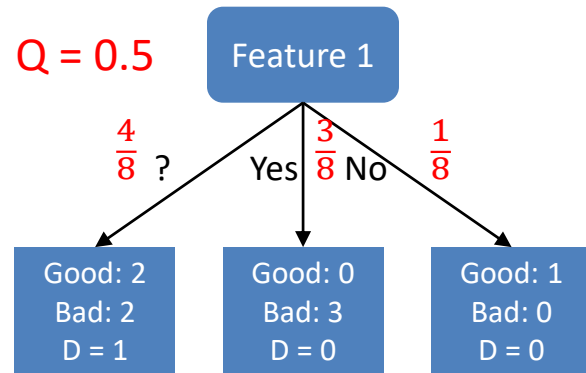 Q = 0.5
Feature 1
4/8
?
Yes
3/8
No
1/8
Good: 2
Bad: 2
D = 1
Good: 0
Bad: 3
D = 0
Good: 1
Bad: 0
D = 0